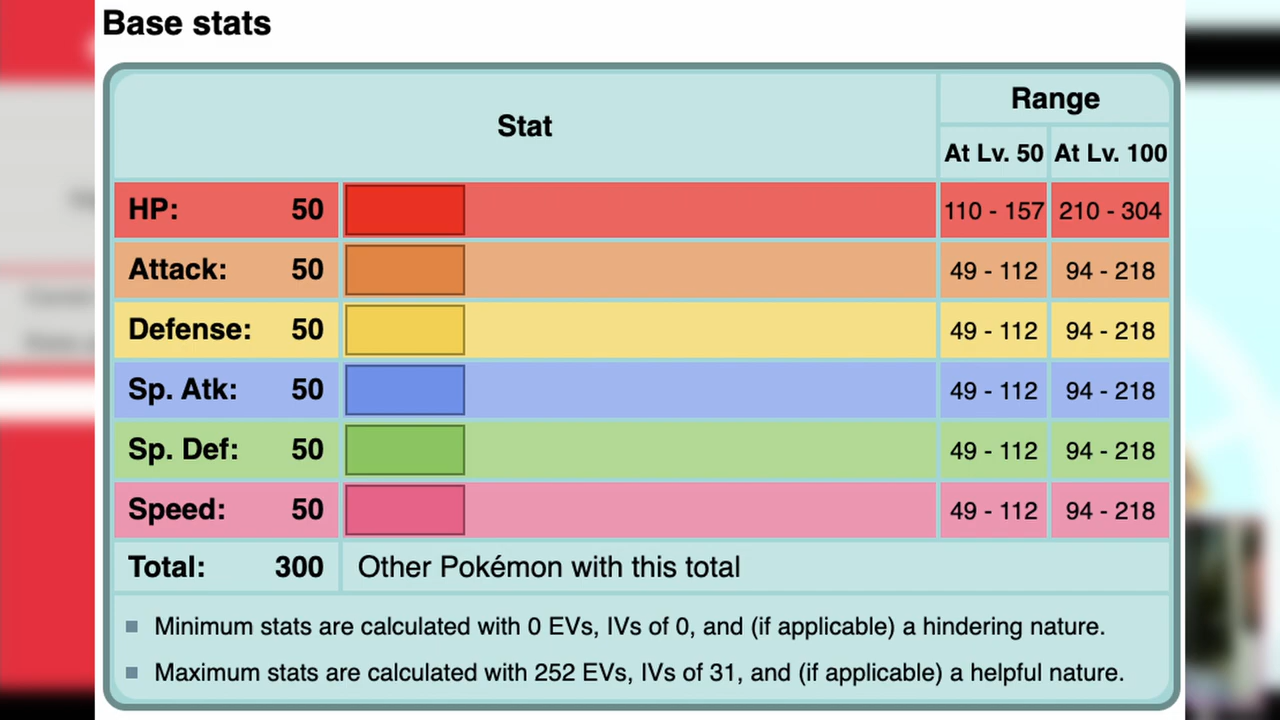 Base stats
Stat
Range
At Lv. 50 At Lv. 100
HP: 50 110 - 157 210 - 304
Attack: 50 49 - 112 94 - 218
Defense: 50 49 - 112 94 - 218
Sp. Atk: 50 49 - 112 94 - 218
Sp. Def: 50 49 - 112 94 - 218
Speed: 50 49 - 112 94 - 218
Total: 300 Other Pokémon with this total
Minimum stats are calculated with 0 EVs, IVs of 0, and (if applicable) a hindering nature.
Maximum stats are calculated with 252 EVs, IVs of 31, and (if applicable) a helpful nature.